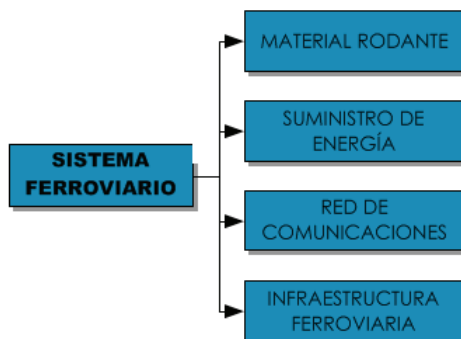 MATERIAL RODANTE
SUMINISTRO DE
ENERGÍA
SISTEMA
FERROVIARIO
RED DE
COMUNICACIONES
INFRAESTRUCTURA
FERROVIARIA